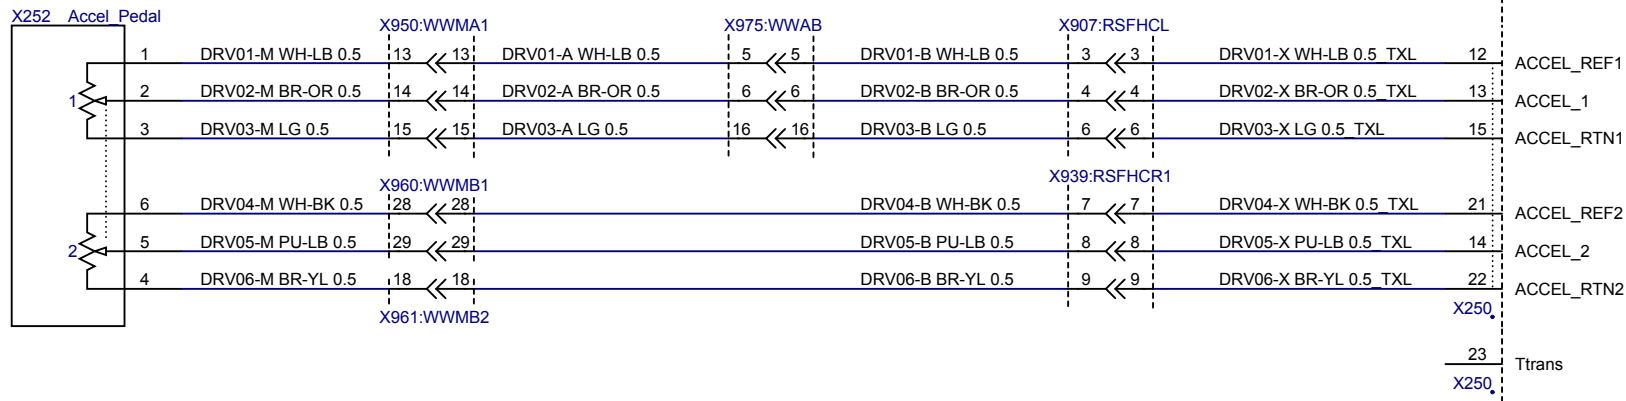 X252 Accel_Pedal
X950:WWMA1 X975:WWAB X907:RSFHCL
1 DRV01-M WH-LB 0.5 13 13 DRV01-A WH-LB 0.5 5 5 DRV01-B WH-LB 0.5 3 3 DRV01-X WH-LB 0.5_TXL 12 ACCEL_REF1
1 2 DRV02-M BR-OR 0.5 14 14 DRV02-A BR-OR 0.5 6 6 DRV02-B BR-OR 0.5 4 4 DRV02-X BR-OR 0.5_TXL 13 ACCEL_1
3 DRV03-M LG 0.5 15 15 DRV03-A LG 0.5 16 16 DRV03-B LG 0.5 6 6 DRV03-X LG 0.5_TXL 15 ACCEL_RTN1
X960:WWMB1 X939:RSFHCR1
6 DRV04-M WH-BK 0.5 28 28 DRV04-B WH-BK 0.5 7 7 DRV04-X WH-BK 0.5_TXL 21 ACCEL_REF2
2 5 DRV05-M PU-LB 0.5 29 29 DRV05-B PU-LB 0.5 8 8 DRV05-X PU-LB 0.5_TXL 14 ACCEL_2
4 DRV06-M BR-YL 0.5 18 18 DRV06-B BR-YL 0.5 9 9 DRV06-X BR-YL 0.5_TXL 22 ACCEL_RTN2
X961:WWMB2 X250
23 Ttrans
X250